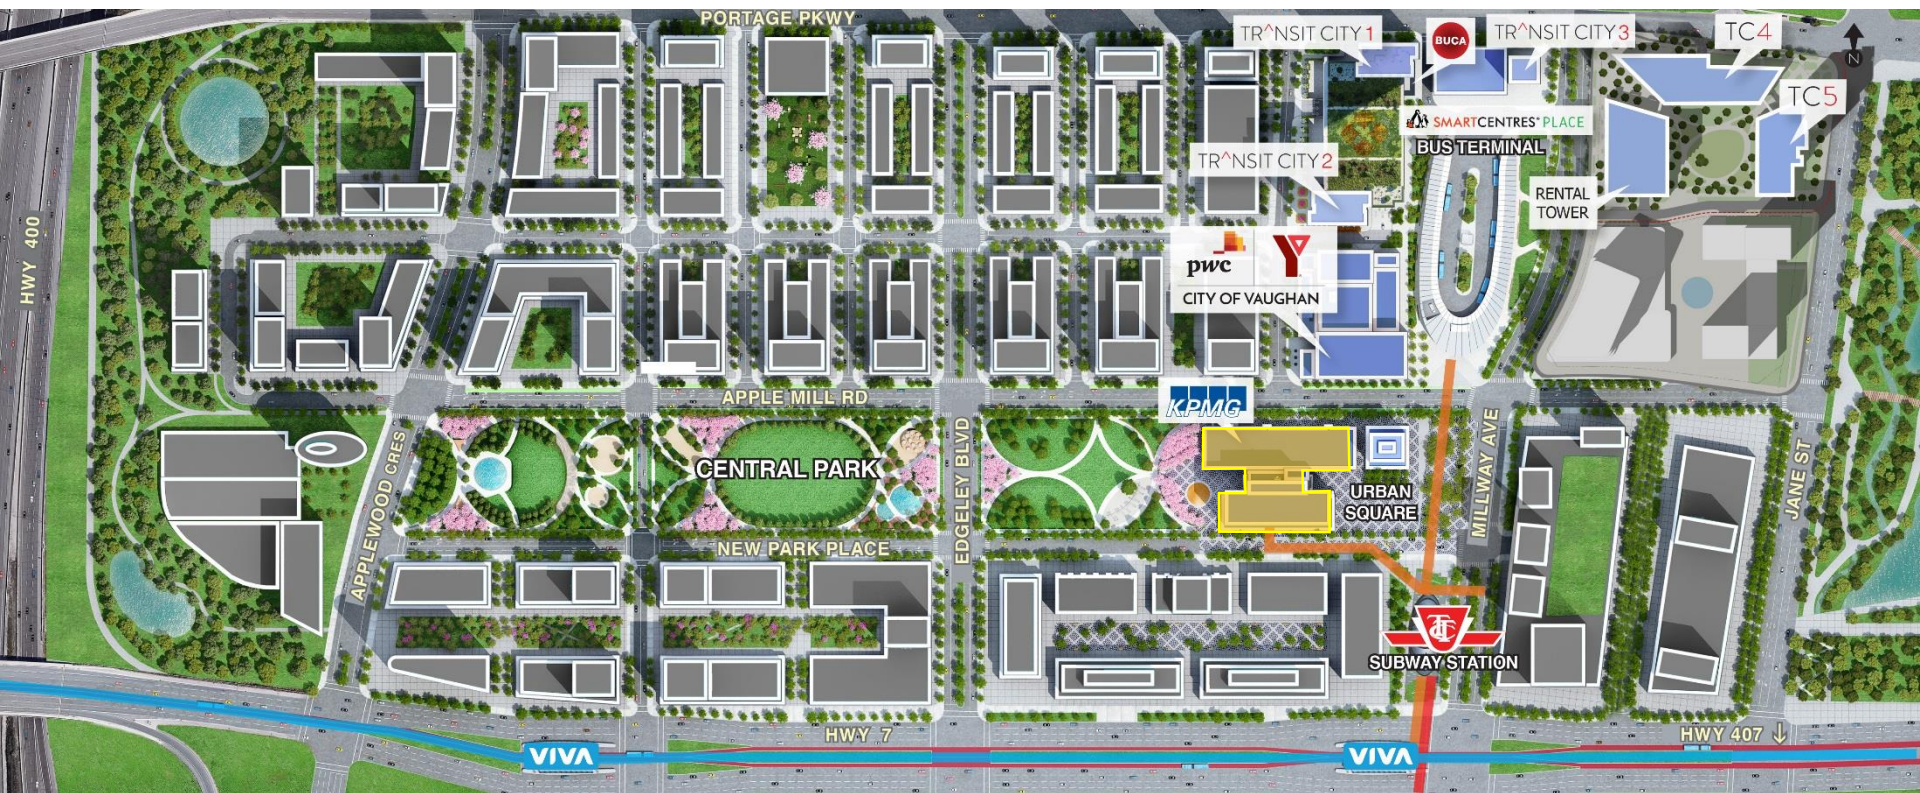 PORTAGE PKWY
TR^NSIT CITY 1
BUCA
TR^NSIT CITY 3
TC4
N
TC5
SMARTCENTRES® PLACE
BUS TERMINAL
TR^NSIT CITY 2
RENTAL
TOWER
HWY 400
pwc
Y
CITY OF VAUGHAN
APPLE MILL RD
KPMG
CENTRAL PARK
APPLEWOOD CRES
EDGELEY BLVD
URBAN
SQUARE
MILLWAY AVE
JANE ST
NEW PARK PLACE
TTC
SUBWAY STATION
HWY 7
HWY 407 ↓
VIVA
VIVA